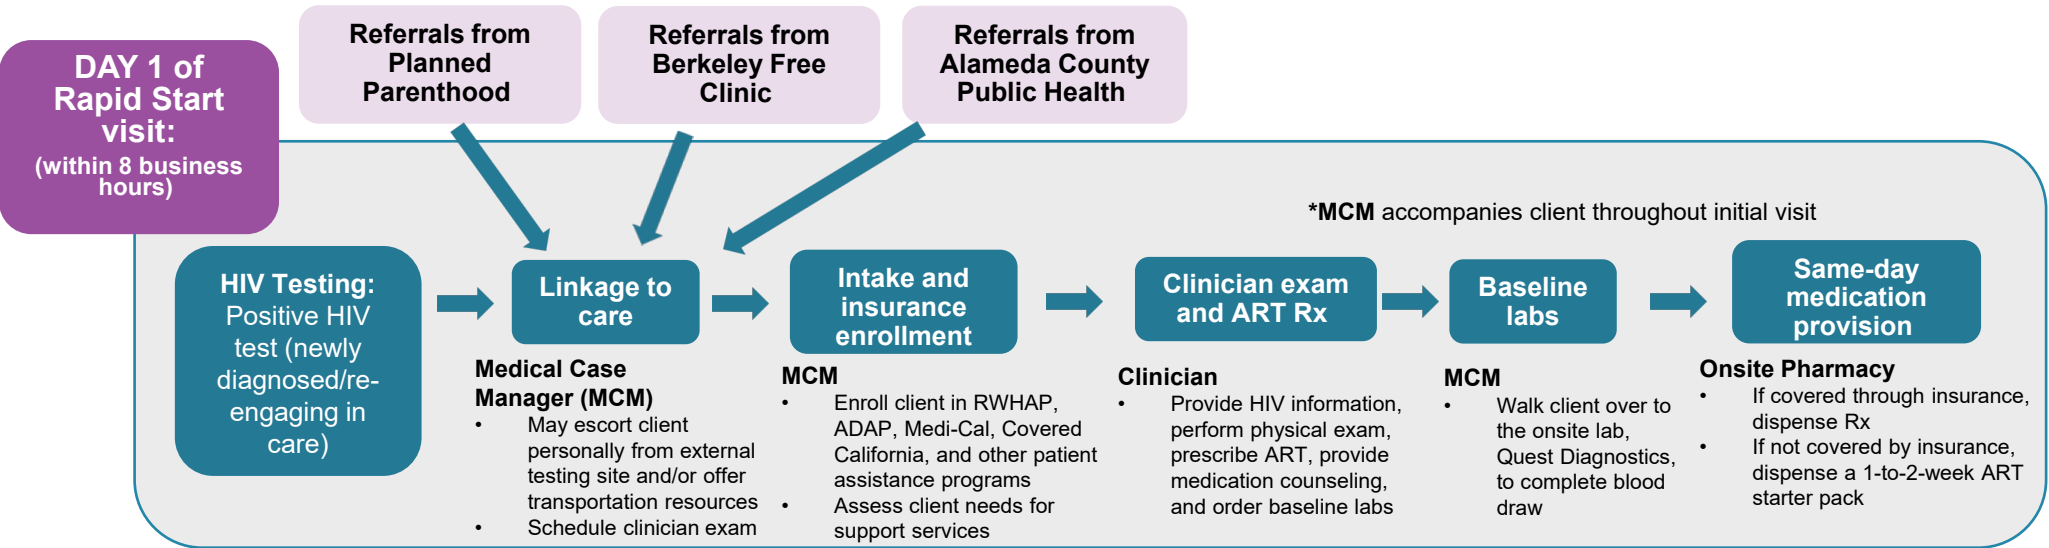 DAY 1 of
Rapid Start
visit:
(within 8 business
hours)
Referrals from
Planned
Parenthood
Referrals from
Berkeley Free
Clinic
Referrals from
Alameda County
Public Health
*MCM accompanies client throughout initial visit
HIV Testing:
Positive HIV
test (newly
diagnosed/re-
engaging in
care)
Linkage to
care
Medical Case
Manager (MCM)
• May escort client
personally from external
testing site and/or offer
transportation resources
• Schedule clinician exam
Intake and
insurance
enrollment
MCM
• Enroll client in RWHAP,
ADAP, Medi-Cal, Covered
California, and other patient
assistance programs
• Assess client needs for
support services
Clinician exam
and ART Rx
Clinician
• Provide HIV information,
perform physical exam,
prescribe ART, provide
medication counseling,
and order baseline labs
Baseline
labs
MCM
• Walk client over to
the onsite lab,
Quest Diagnostics,
to complete blood
draw
Same-day
medication
provision
Onsite Pharmacy
• If covered through insurance,
dispense Rx
• If not covered by insurance,
dispense a 1-to-2-week ART
starter pack